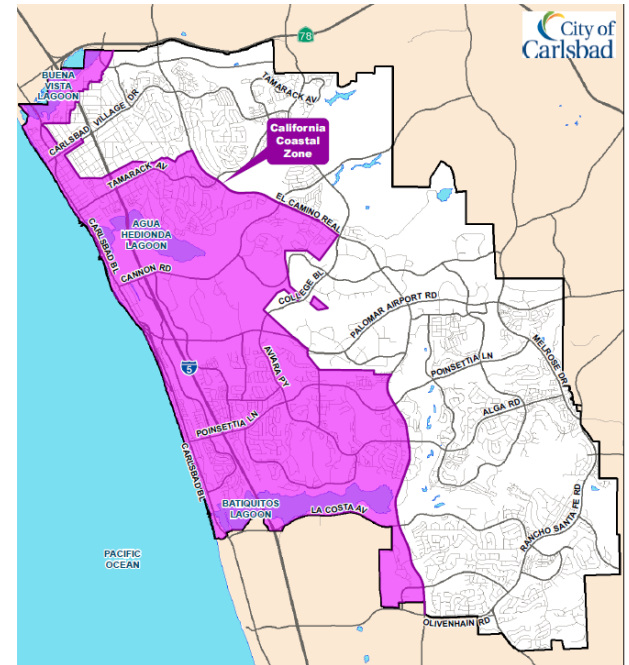 City of
Carlsbad
78
BUENA
VISTA
LAGOON
TAMARACK AV
CARLSBAD VILLAGE DR
California
Coastal
Zone
TAMARACK AV
EL CAMINO REAL
CARLSBAD BL
AGUA
HEDIONDA
LAGOON
CANNON RD
COLLEGE BL
PALOMAR AIRPORT RD
MELROSE DR
5
AVIARA PY
POINSETTIA LN
ALGA RD
POINSETTIA LN
CARLSBAD BL
BATIQUITOS
LAGOON
LA COSTA AV
RANCHO SANTA FE RD
PACIFIC
OCEAN
OLIVENHAIN RD